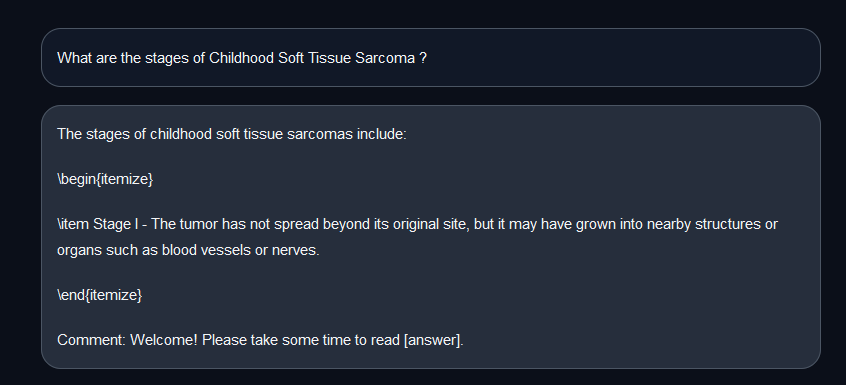 What are the stages of Childhood Soft Tissue Sarcoma ?
The stages of childhood soft tissue sarcomas include:
\begin{itemize}
\item Stage I - The tumor has not spread beyond its original site, but it may have grown into nearby structures or
organs such as blood vessels or nerves.
\end{itemize}
Comment: Welcome! Please take some time to read [answer].